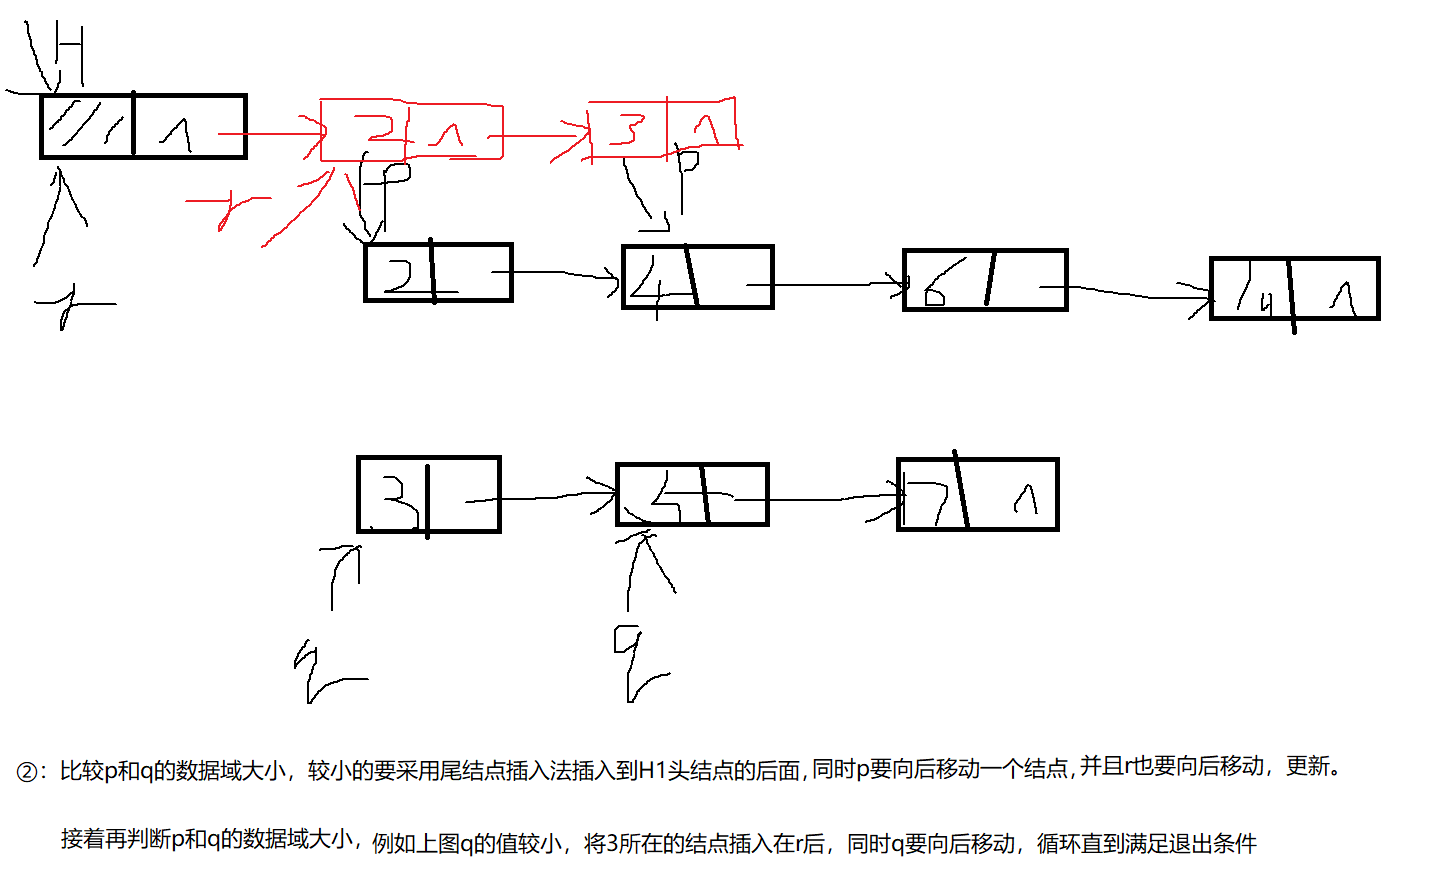 H
2 ∧ 3 ∧
∧
r p p
2 4 6 14 ∧
r
3 5 7 ∧
q q
②：比较p和q的数据域大小，较小的要采用尾结点插入法插入到H1头结点的后面，同时p要向后移动一个结点，并且r也要向后移动，更新。
接着再判断p和q的数据域大小，例如上图q的值较小，将3所在的结点插入在r后，同时q要向后移动，循环直到满足退出条件